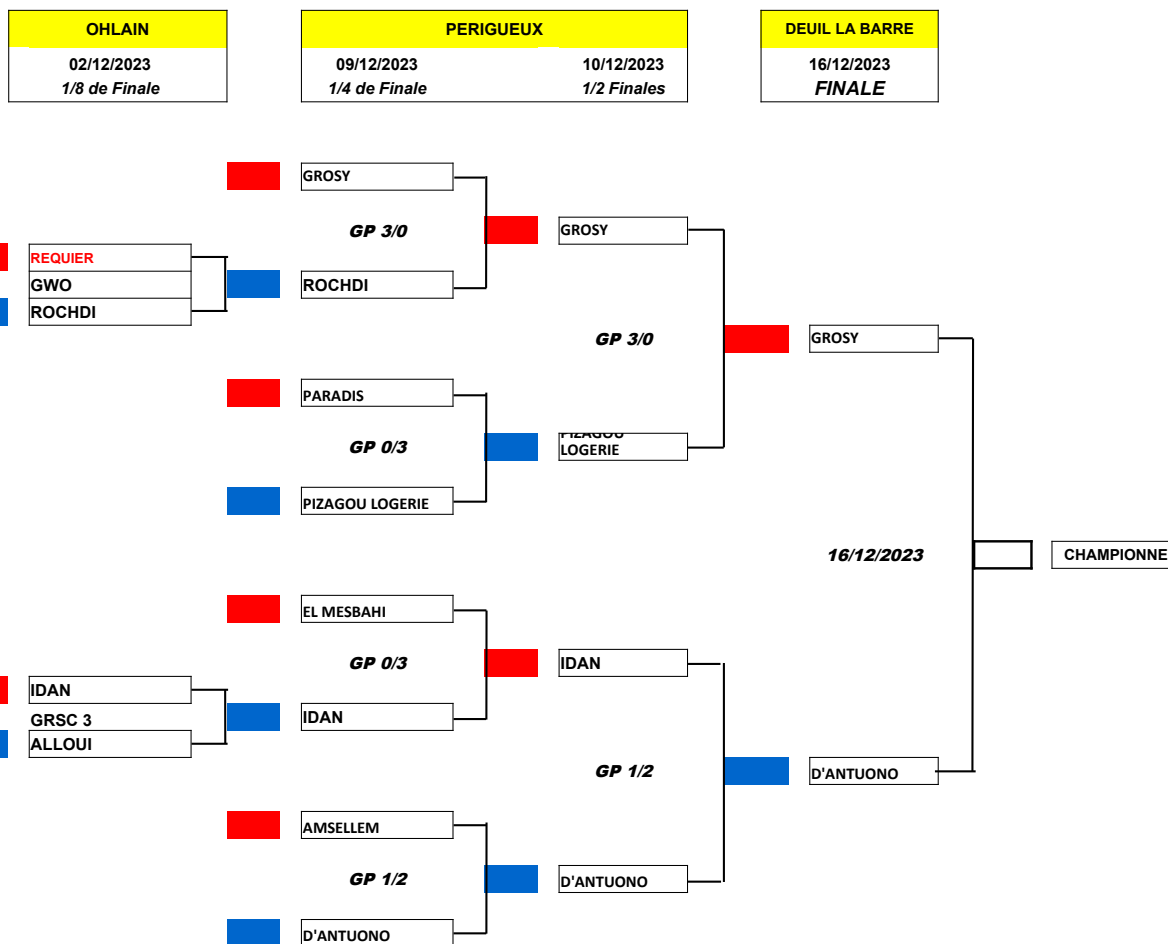 OHLAIN
02/12/2023
1/8 de Finale
PERIGUEUX
09/12/2023 10/12/2023
1/4 de Finale 1/2 Finales
DEUIL LA BARRE
16/12/2023
FINALE
GROSY
GP 3/0
GROSY
REQUIER
GWO
ROCHDI
ROCHDI
GP 3/0
GROSY
PARADIS
GP 0/3
PIZAGOU
LOGERIE
PIZAGOU LOGERIE
16/12/2023
CHAMPIONNE
EL MESBAHI
GP 0/3
IDAN
IDAN
GRSC 3
ALLOUI
IDAN
GP 1/2
D'ANTUONO
AMSELLEM
GP 1/2
D'ANTUONO
D'ANTUONO